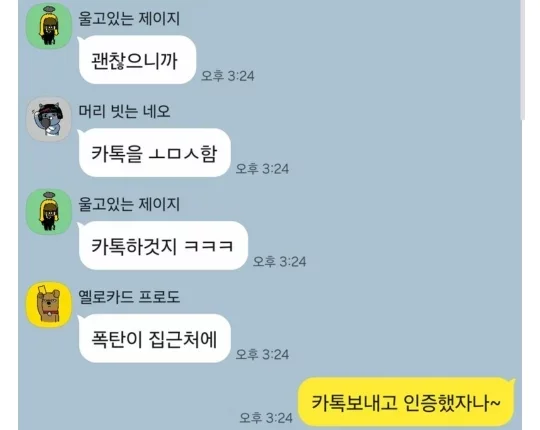 울고있는 제이지
괜찮으니까
오후 3:24
머리 빗는 네오
카톡을 ㅗㅁㅅ함
오후 3:24
울고있는 제이지
카톡하것지 ㅋㅋㅋ
오후 3:24
옐로카드 프로도
폭탄이 집근처에
오후 3:24
카톡보내고 인증했자나~
오후 3:24